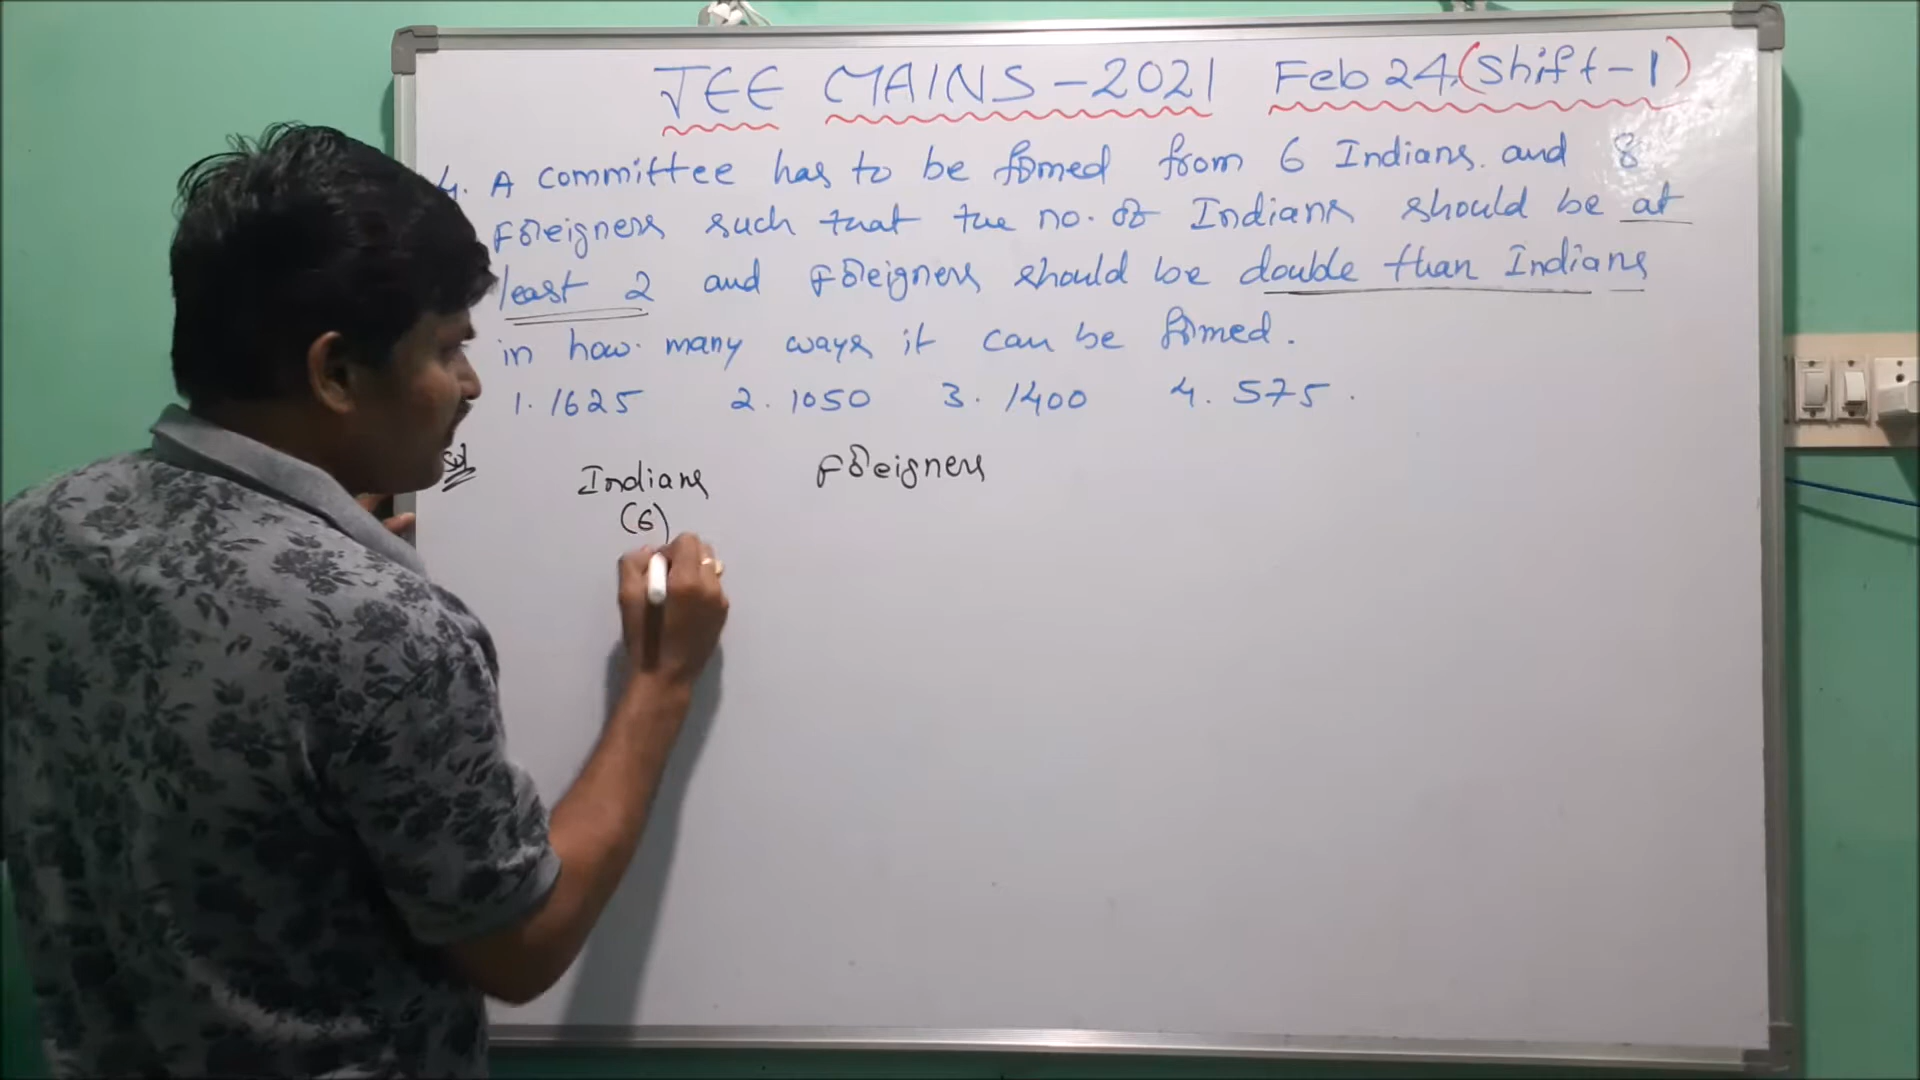 JEE MAINS - 2021 Feb 24 (Shift - 1)
4. A committee has to be formed from 6 Indians and 8
Foreigners such that the no. of Indians should be at
least 2 and Foreigners should be double than Indians
in how many ways it can be formed.
1. 1625 2. 1050 3. 1400 4. 575.
Sol Indians Foreigners
(6)